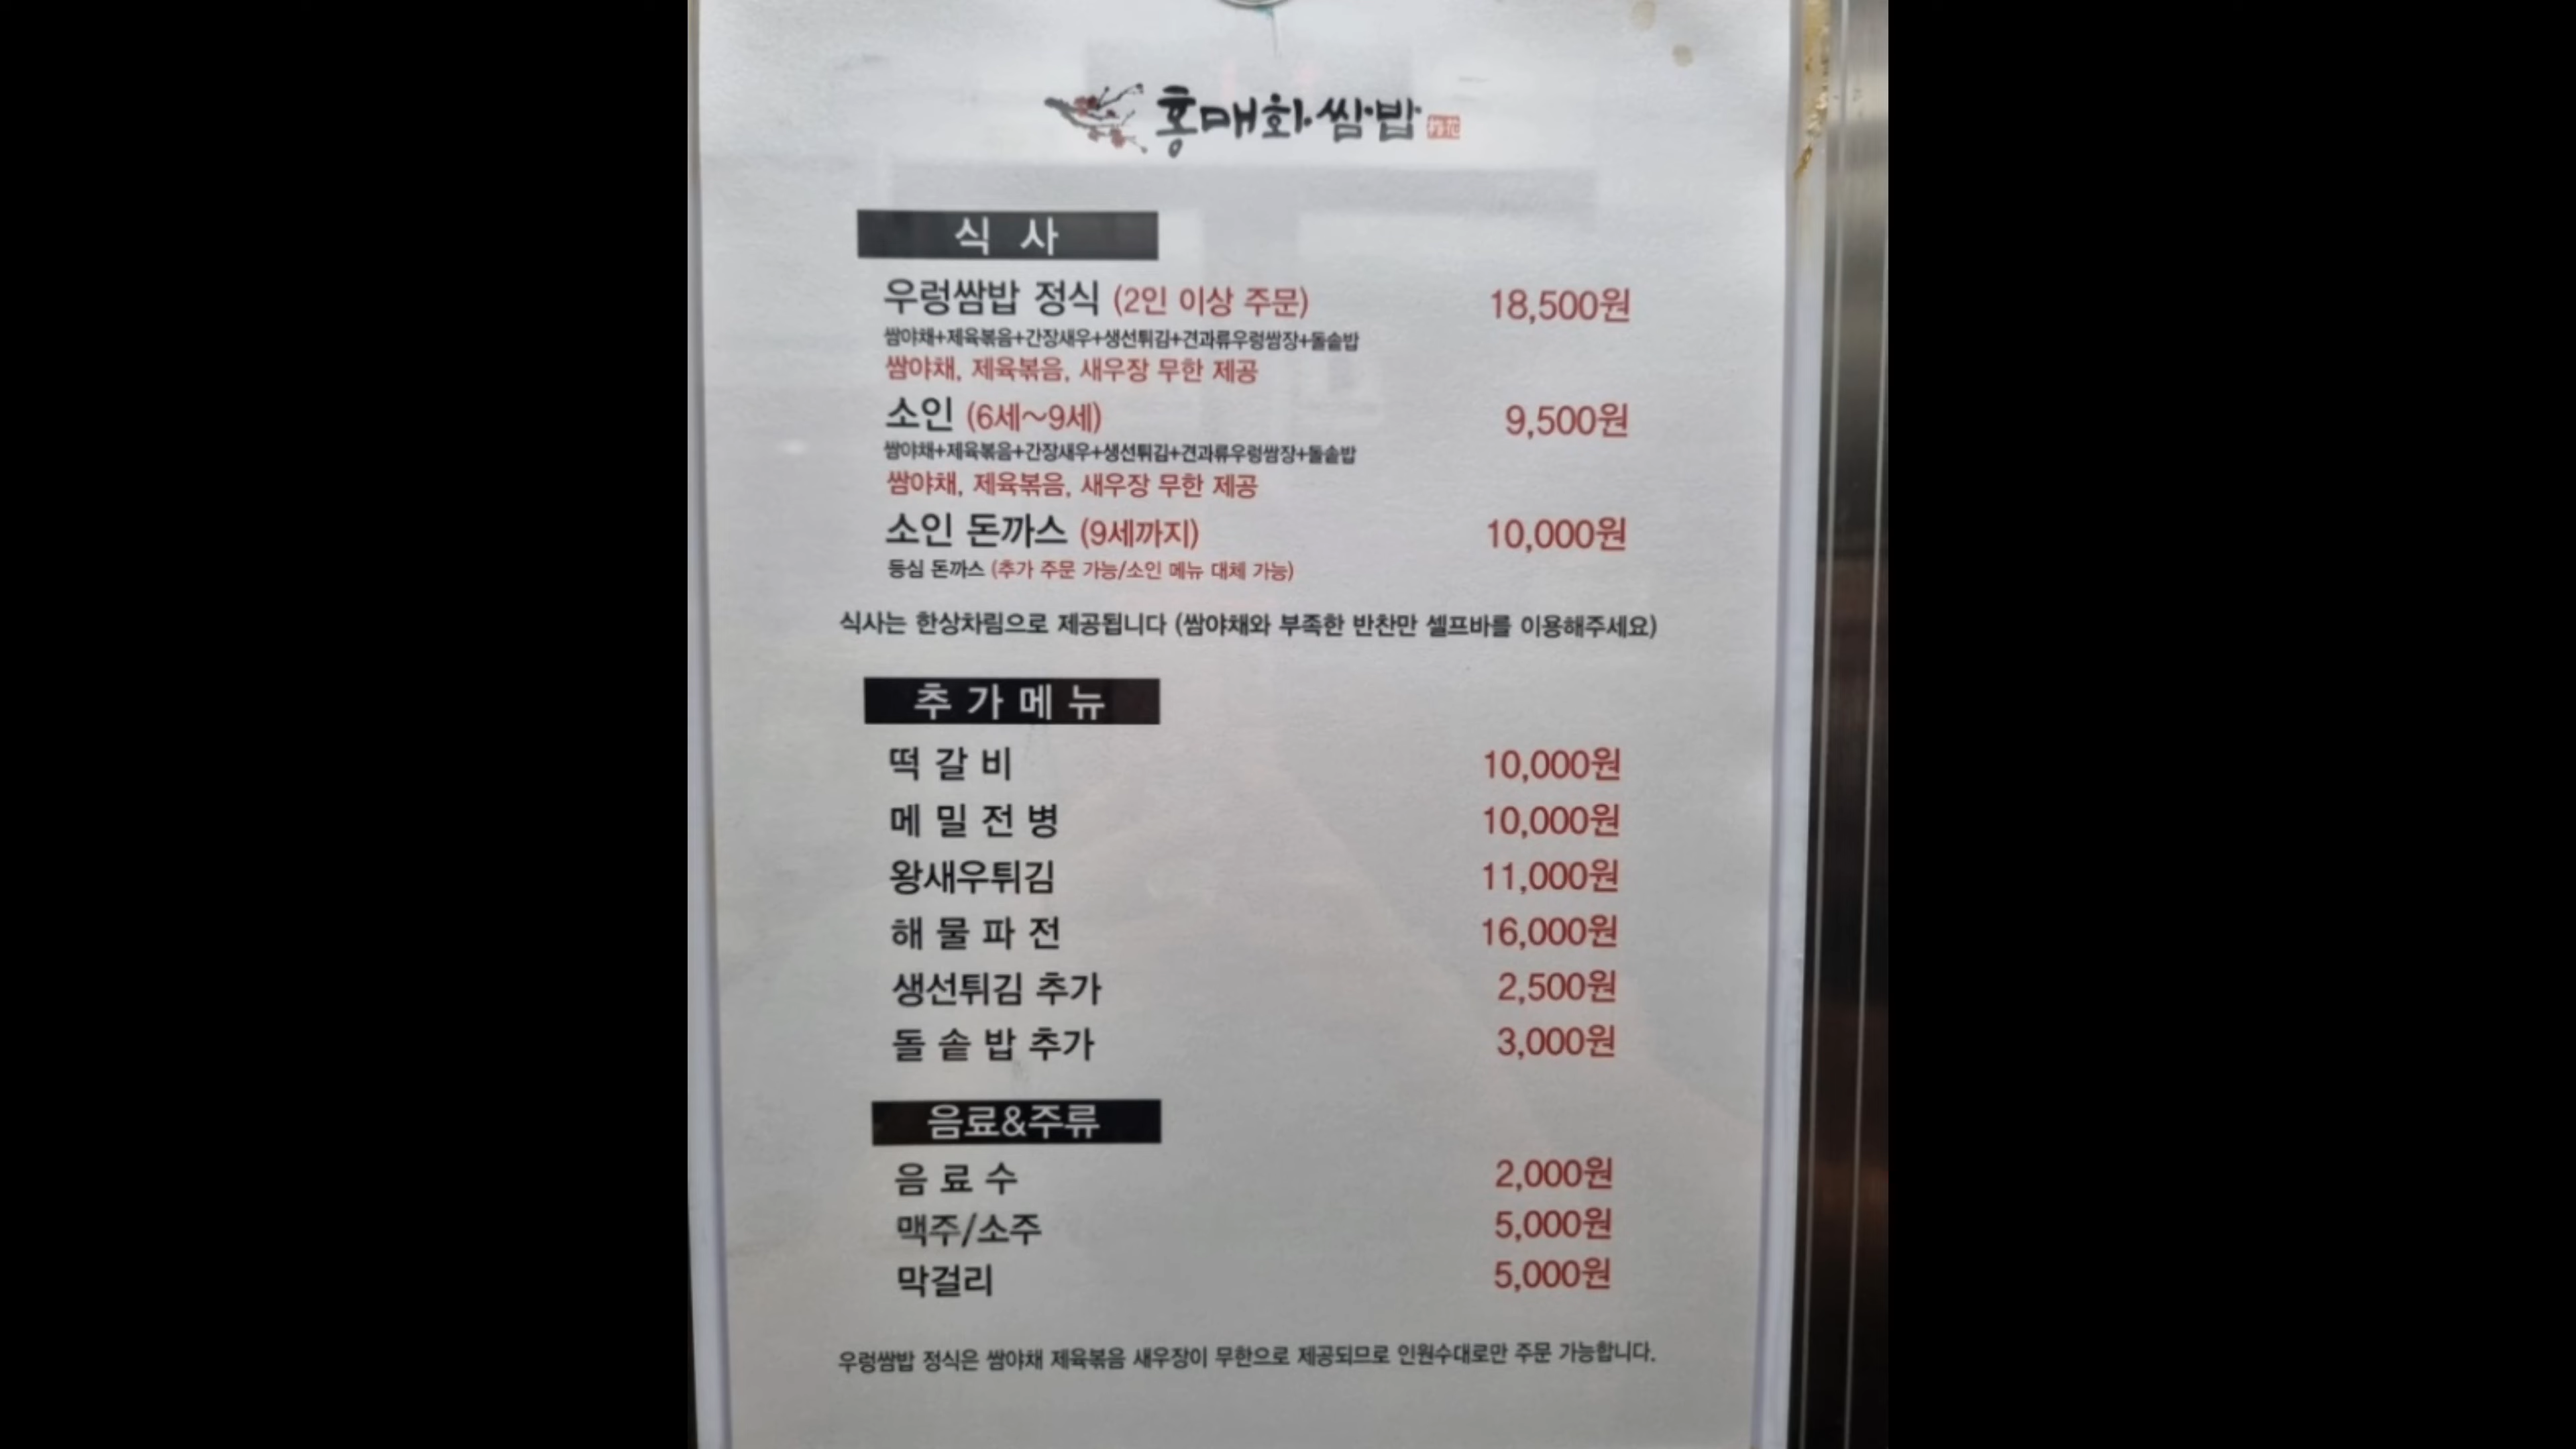 홍매화쌈밥
식 사
우렁쌈밥 정식 (2인 이상 주문) 18,500원
쌈야채+제육볶음+간장새우+생선튀김+견과류우렁쌈장+돌솥밥
쌈야채, 제육볶음, 새우장 무한 제공
소인 (6세~9세) 9,500원
쌈야채+제육볶음+간장새우+생선튀김+견과류우렁쌈장+돌솥밥
쌈야채, 제육볶음, 새우장 무한 제공
소인 돈까스 (9세까지) 10,000원
등심 돈까스 (추가 주문 가능/소인 메뉴 대체 가능)
식사는 한상차림으로 제공됩니다 (쌈야채와 부족한 반찬만 셀프바를 이용해주세요)
추 가 메 뉴
떡 갈 비 10,000원
메 밀 전 병 10,000원
왕새우튀김 11,000원
해 물 파 전 16,000원
생선튀김 추가 2,500원
돌 솥 밥 추가 3,000원
음료&주류
음 료 수 2,000원
맥주/소주 5,000원
막걸리 5,000원
우렁쌈밥 정식은 쌈야채 제육볶음 새우장이 무한으로 제공되므로 인원수대로만 주문 가능합니다.